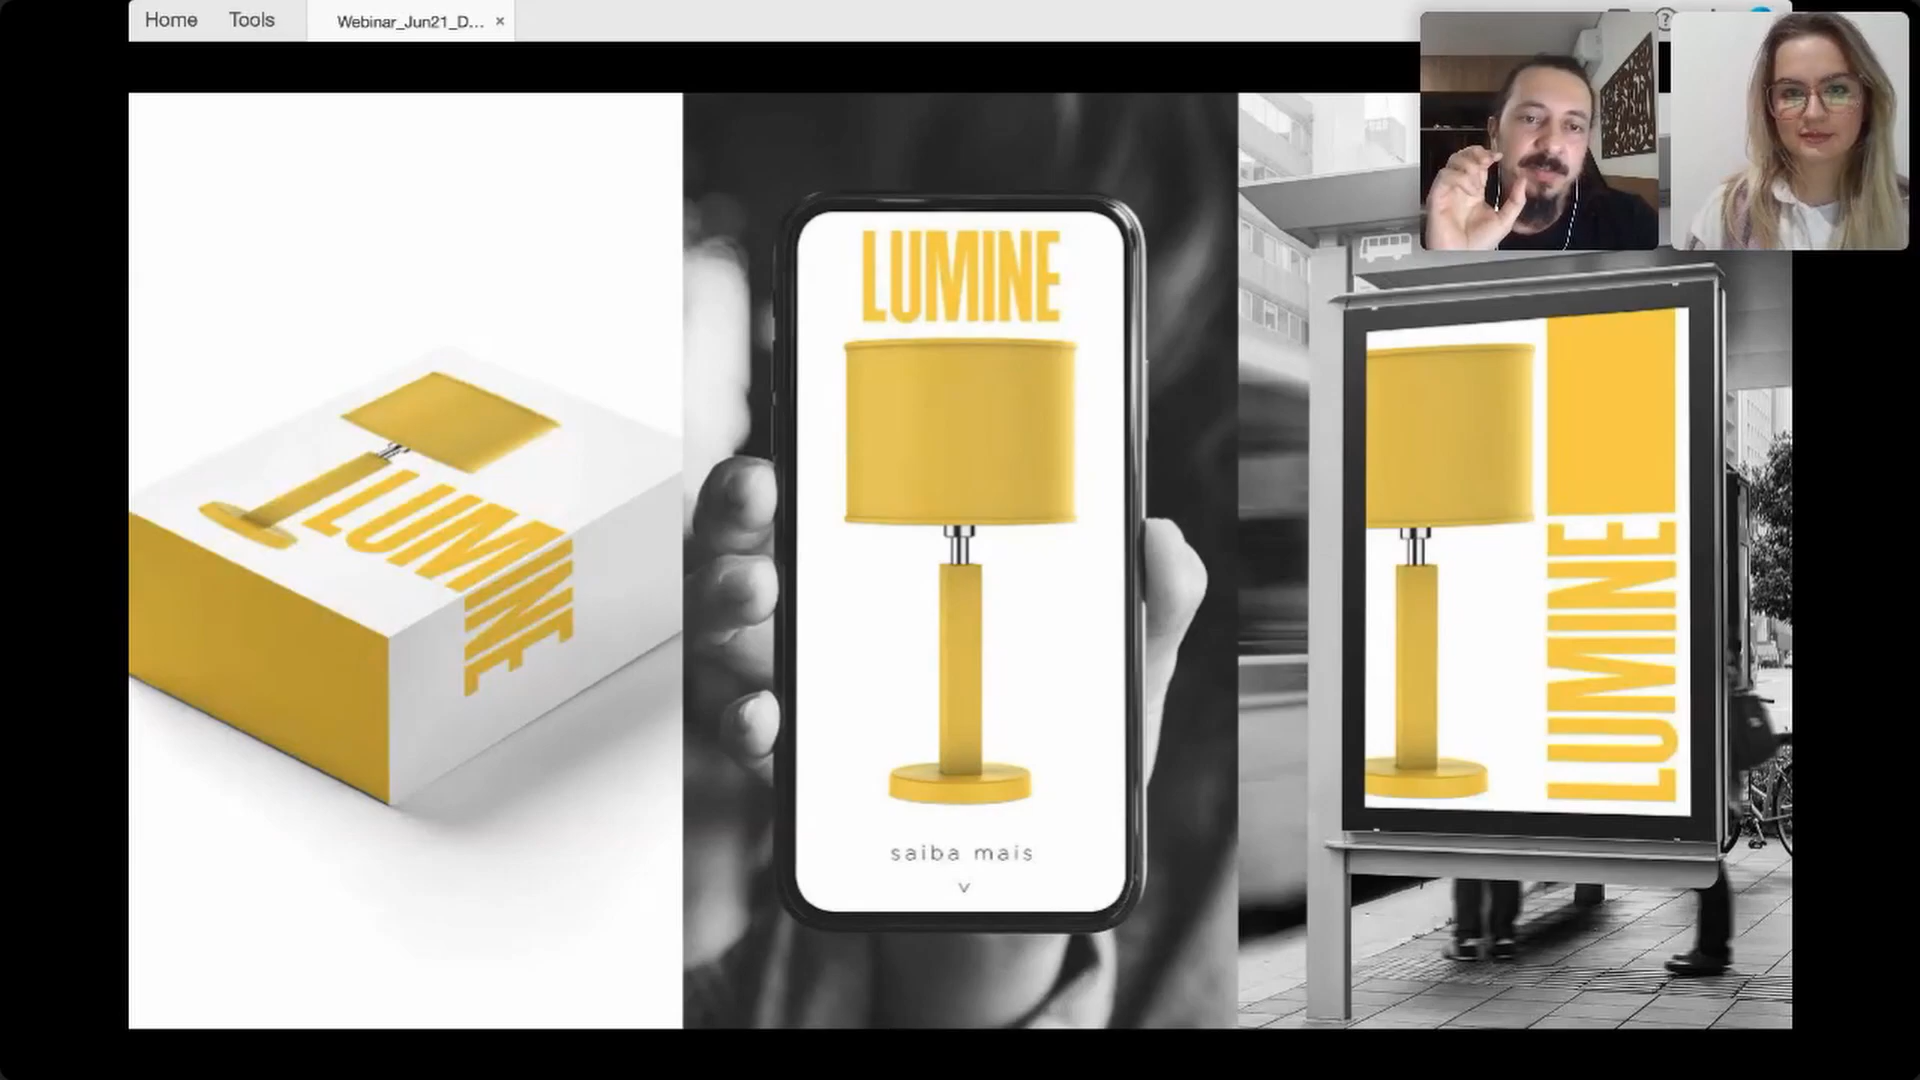 Home Tools Webinar_Jun21_D... ×
LUMINE
LUMINE
saiba mais
v
LUMINE